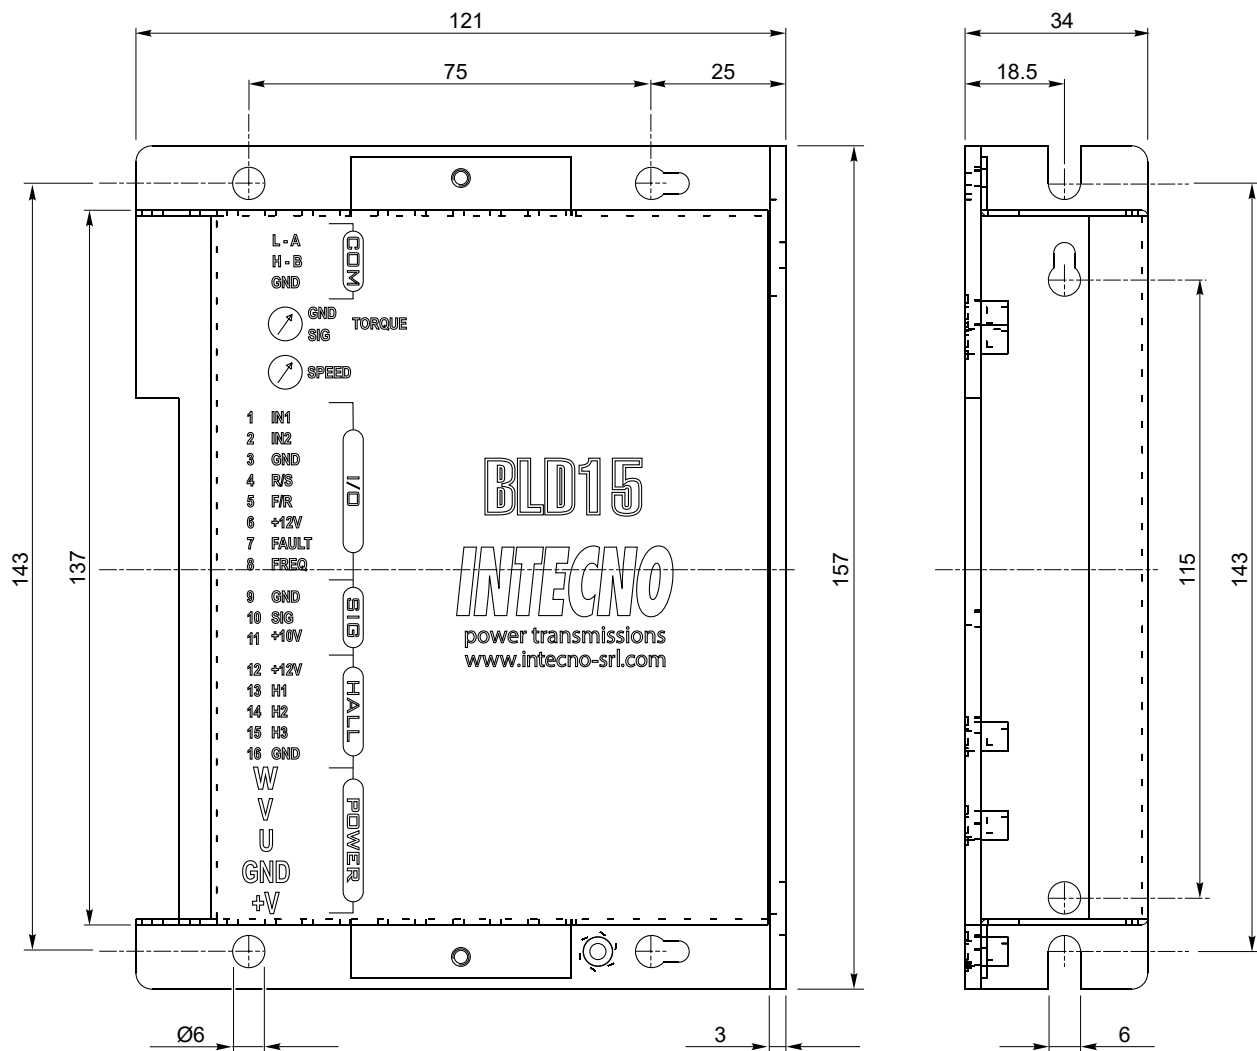 121
34
75
25
18.5
L - A
H - B
GND
COM
GND
SIG
TORQUE
SPEED
1 IN1
2 IN2
3 GND
4 R/S
5 F/R
6 +12V
7 FAULT
8 FREQ
I/O
9 GND
10 SIG
11 +10V
SIG
12 +12V
13 H1
14 H2
15 H3
16 GND
HALL
W
V
U
GND
+V
POWER
BLD15
INTECNO
power transmissions
www.intecno-srl.com
143
137
157
115
143
Ø6
3
6